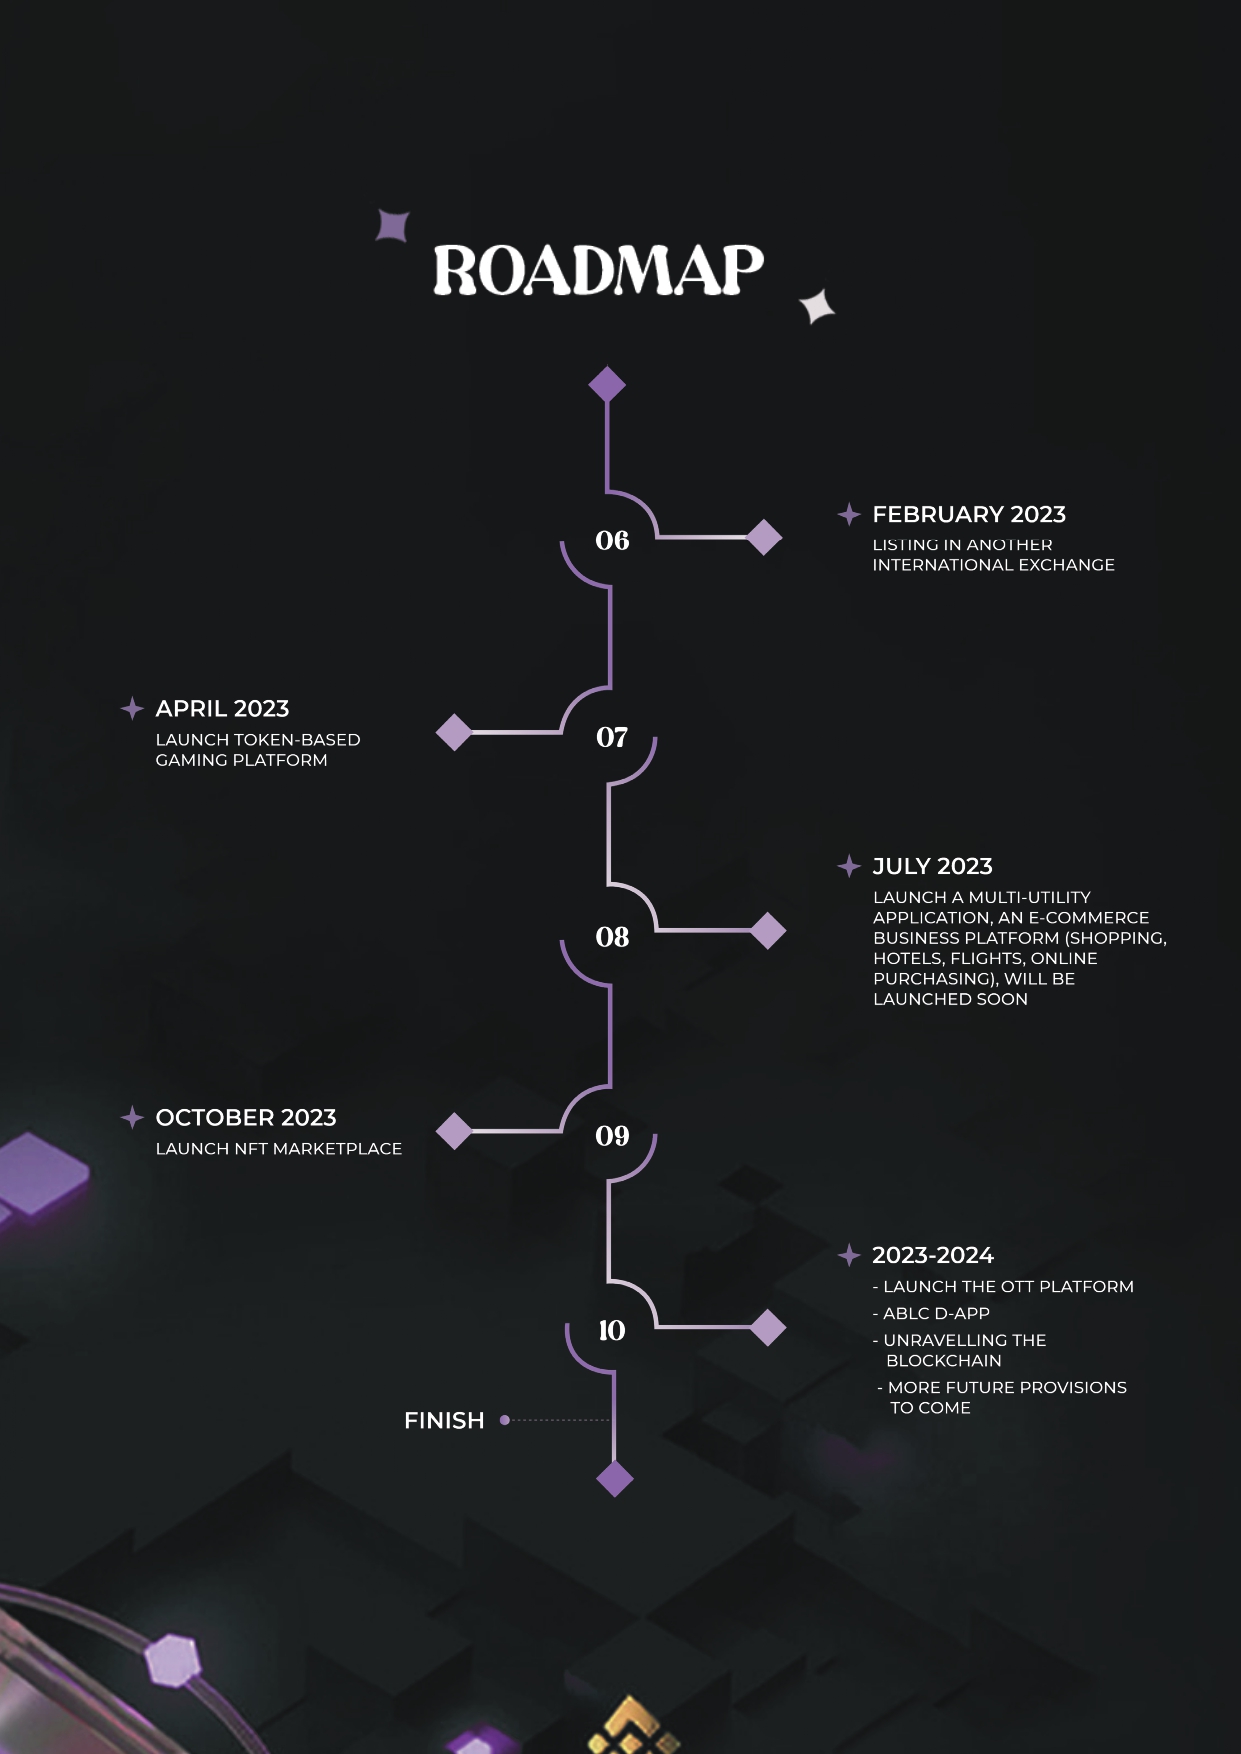 ROADMAP
06
FEBRUARY 2023
LISTING IN ANOTHER
INTERNATIONAL EXCHANGE
APRIL 2023
LAUNCH TOKEN-BASED
GAMING PLATFORM
07
JULY 2023
LAUNCH A MULTI-UTILITY
APPLICATION, AN E-COMMERCE
BUSINESS PLATFORM (SHOPPING,
HOTELS, FLIGHTS, ONLINE
PURCHASING), WILL BE
LAUNCHED SOON
08
OCTOBER 2023
LAUNCH NFT MARKETPLACE
09
2023-2024
- LAUNCH THE OTT PLATFORM
- ABLC D-APP
- UNRAVELLING THE
BLOCKCHAIN
- MORE FUTURE PROVISIONS
TO COME
10
FINISH